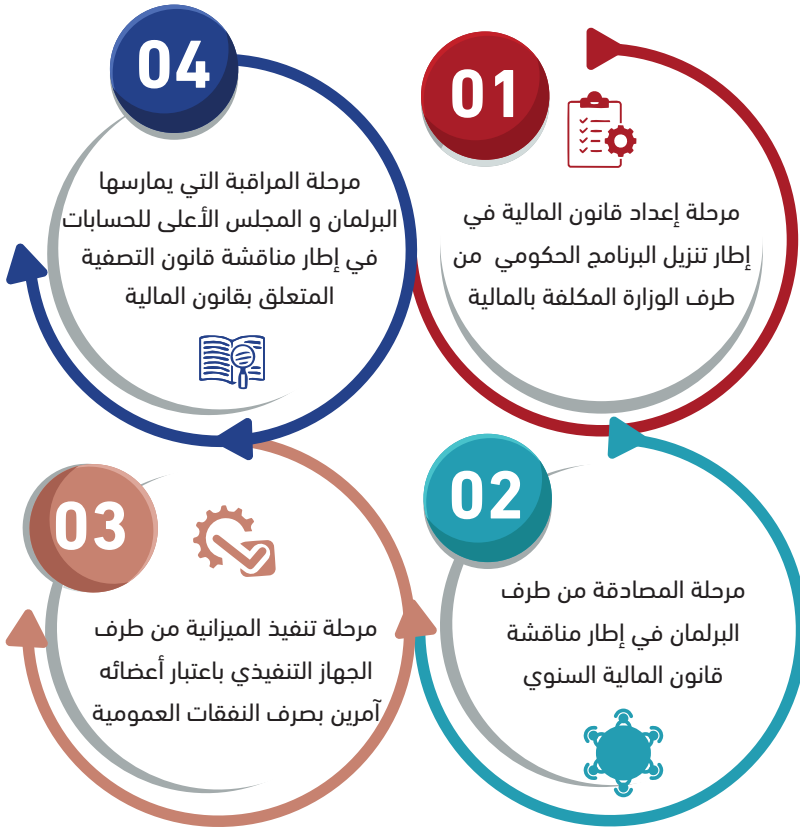 01
مرحلة إعداد قانون المالية في
إطار تنزيل البرنامج الحكومي من
طرف الوزارة المكلفة بالمالية
02
مرحلة المصادقة من طرف
البرلمان في إطار مناقشة
قانون المالية السنوي
03
مرحلة تنفيذ الميزانية من طرف
الجهاز التنفيذي باعتبار أعضائه
آمرين بصرف النفقات العمومية
04
مرحلة المراقبة التي يمارسها
البرلمان و المجلس الأعلى للحسابات
في إطار مناقشة قانون التصفية
المتعلق بقانون المالية